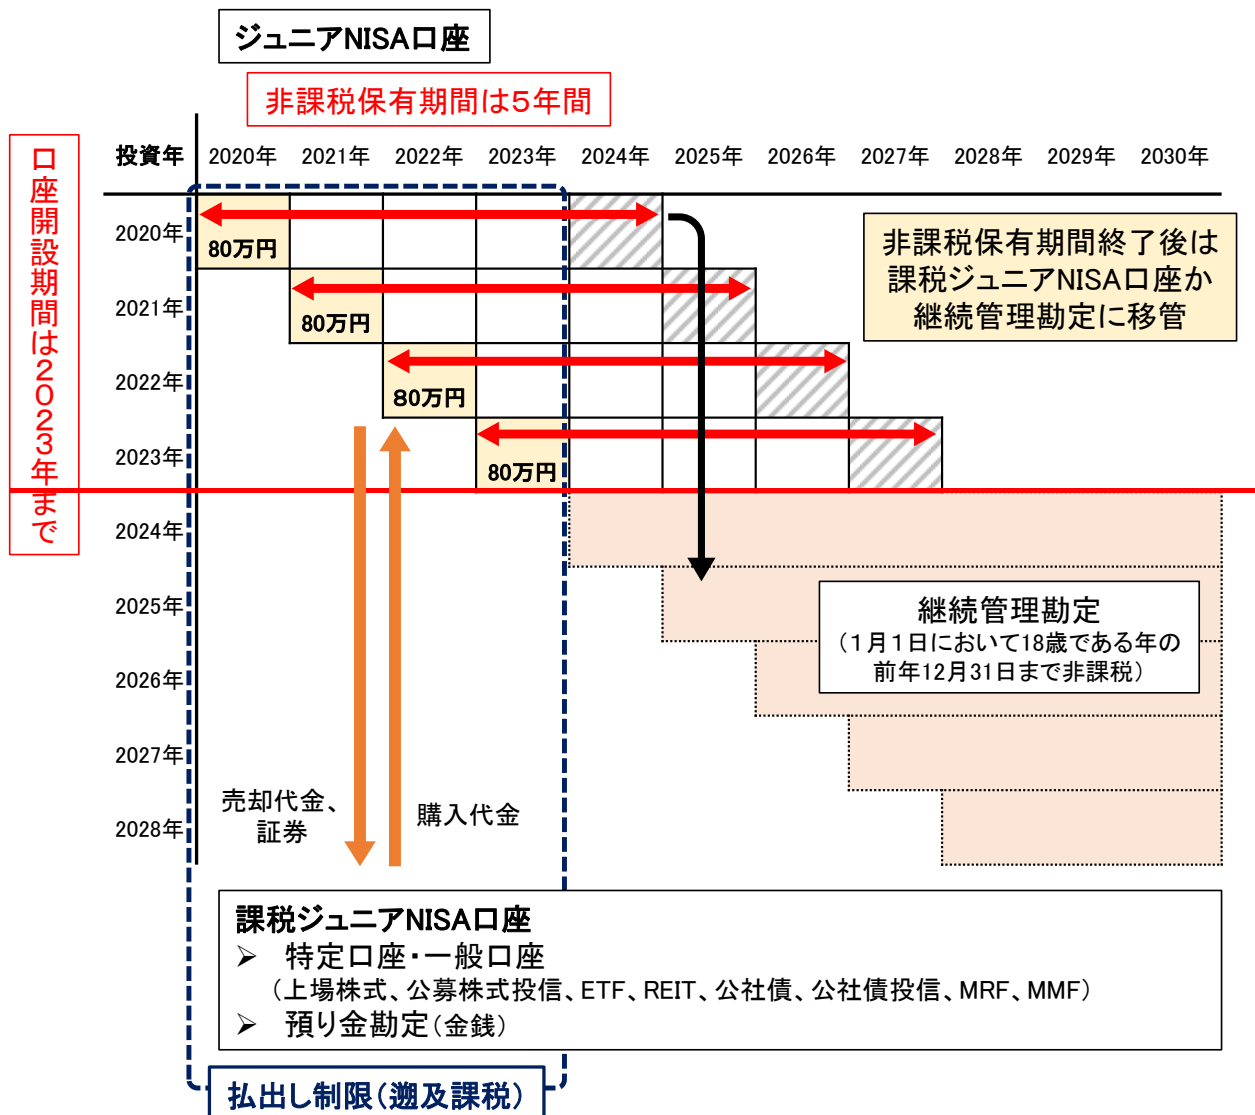 ジュニアNISA口座
非課税保有期間は５年間
口座開設期間は２０２３年まで
投資年 2020年 2021年 2022年 2023年 2024年 2025年 2026年 2027年 2028年 2029年 2030年
2020年
80万円
2021年
80万円
2022年
80万円
2023年
80万円
非課税保有期間終了後は
課税ジュニアNISA口座か
継続管理勘定に移管
2024年
2025年
2026年
2027年
2028年
継続管理勘定
（１月１日において18歳である年の
前年12月31日まで非課税）
売却代金、
証券
購入代金
課税ジュニアNISA口座
➢ 特定口座・一般口座
（上場株式、公募株式投信、ETF、REIT、公社債、公社債投信、MRF、MMF）
➢ 預り金勘定（金銭）
払出し制限（遡及課税）